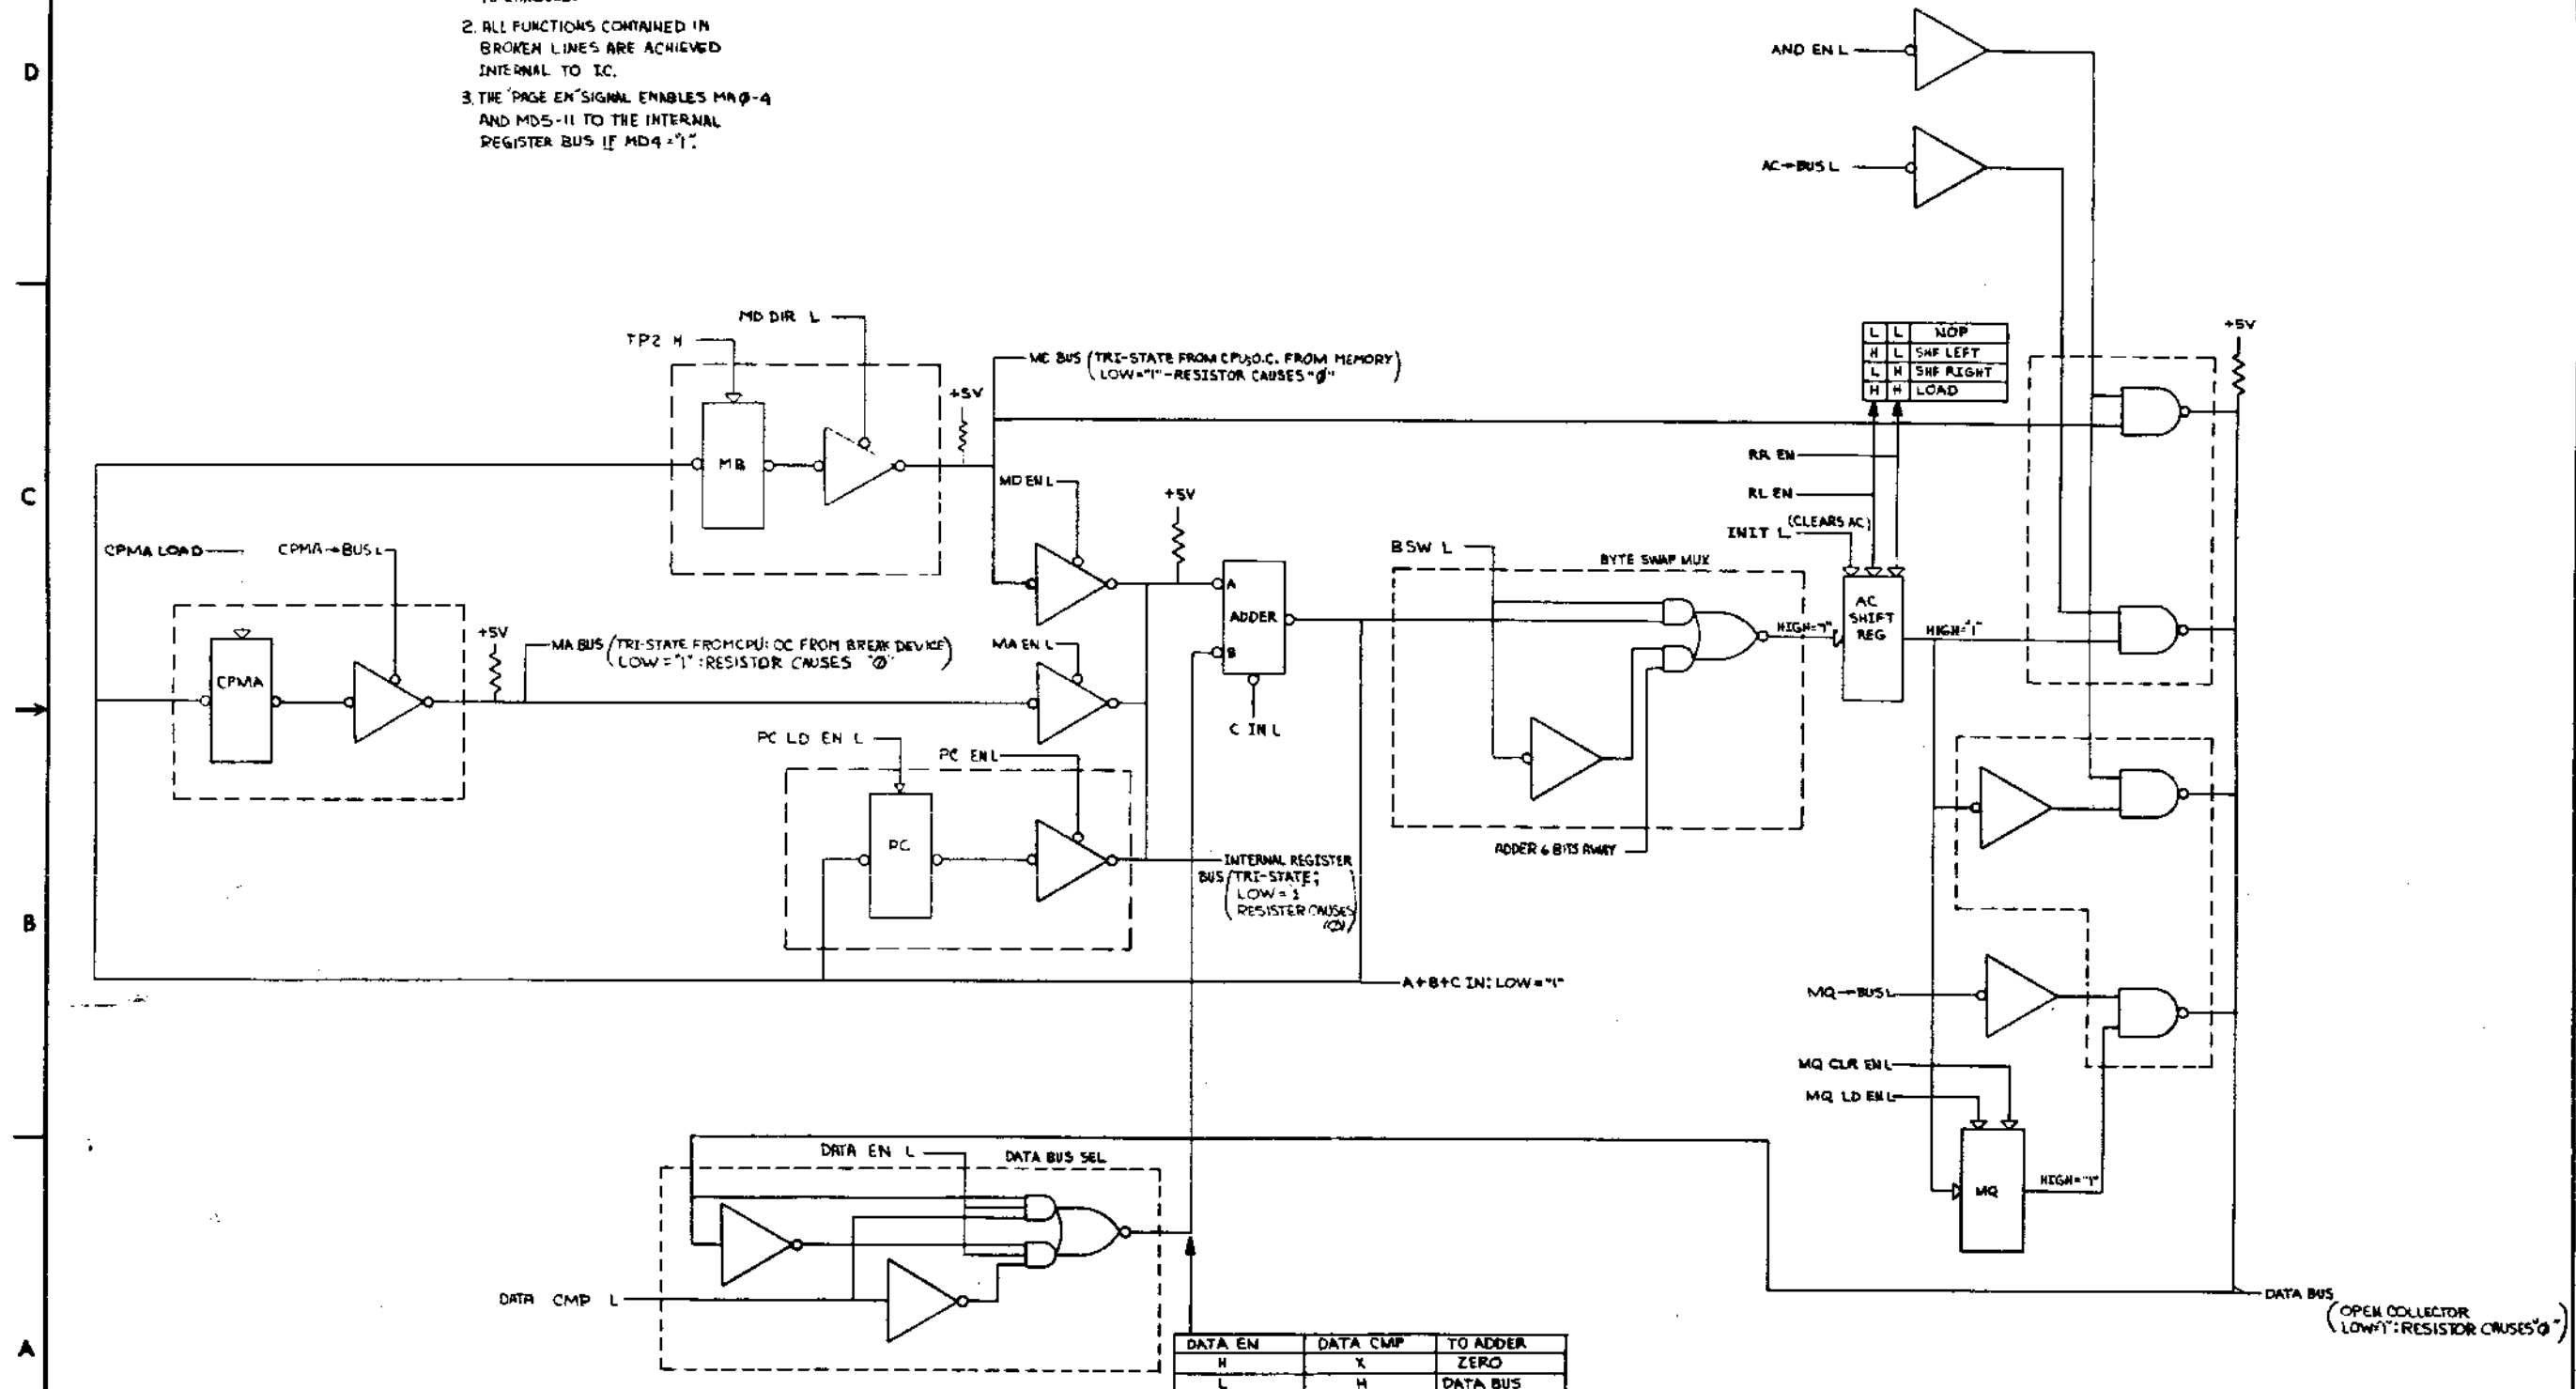 2. ALL FUNCTIONS CONTAINED IN
BROKEN LINES ARE ACHIEVED
INTERNAL TO I.C.
3. THE "PAGE EN" SIGNAL ENABLES MAØ-4
AND MD5-11 TO THE INTERNAL
REGISTER BUS IF MD4="1".
D
AND EN L
AC→BUS L
MD DIR L
TP2 H
+5V
MD BUS (TRI-STATE FROM CPU;O.C. FROM MEMORY)
LOW="1"-RESISTOR CAUSES "Ø"
L L NOP
H L SHF LEFT
L H SHF RIGHT
H H LOAD
+5V
C
MB
MD EN L
+5V
RR EN
RL EN
INIT L (CLEARS AC)
CPMA LOAD
CPMA→BUS L
BSW L
BYTE SWAP MUX
A
ADDER
B
C IN L
HIGH="1"
AC
SHIFT
REG
HIGH="1"
+5V
MA BUS (TRI-STATE FROM CPU: OC FROM BREAK DEVICE)
LOW="1":RESISTOR CAUSES "Ø"
MA EN L
CPMA
PC LD EN L
PC EN L
PC
ADDER 6 BITS AWAY
INTERNAL REGISTER
BUS (TRI-STATE;
LOW=1
RESISTER CAUSES
(Ø))
B
A+B+C IN: LOW="1"
MQ→BUS L
MQ CLR EN L
MQ LD EN L
MQ
HIGH="1"
DATA EN L
DATA BUS SEL
DATA CMP L
DATA BUS
(OPEN COLLECTOR
LOW="1":RESISTOR CAUSES"Ø")
A
DATA EN DATA CMP TO ADDER
H X ZERO
L H DATA BUS